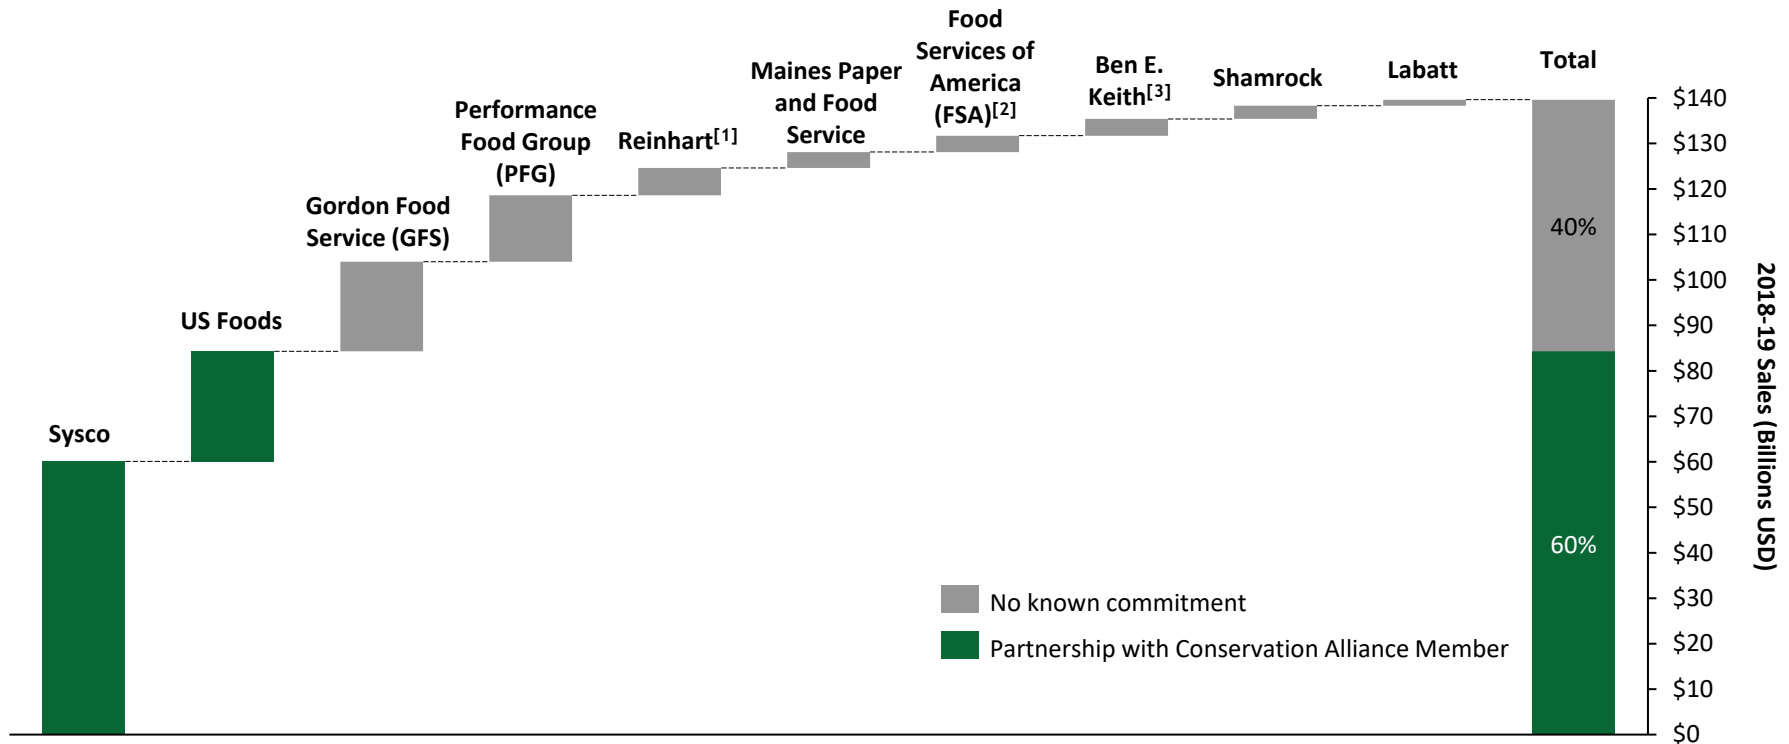 Sysco
US Foods
Gordon Food
Service (GFS)
Performance
Food Group
(PFG)
Reinhart[1]
Maines Paper
and Food
Service
Food
Services of
America
(FSA)[2]
Ben E.
Keith[3]
Shamrock
Labatt
Total
$140
$130
$120
$110
$100
$90
$80
$70
$60
$50
$40
$30
$20
$10
$0
2018-19 Sales (Billions USD)
40%
60%
No known commitment
Partnership with Conservation Alliance Member